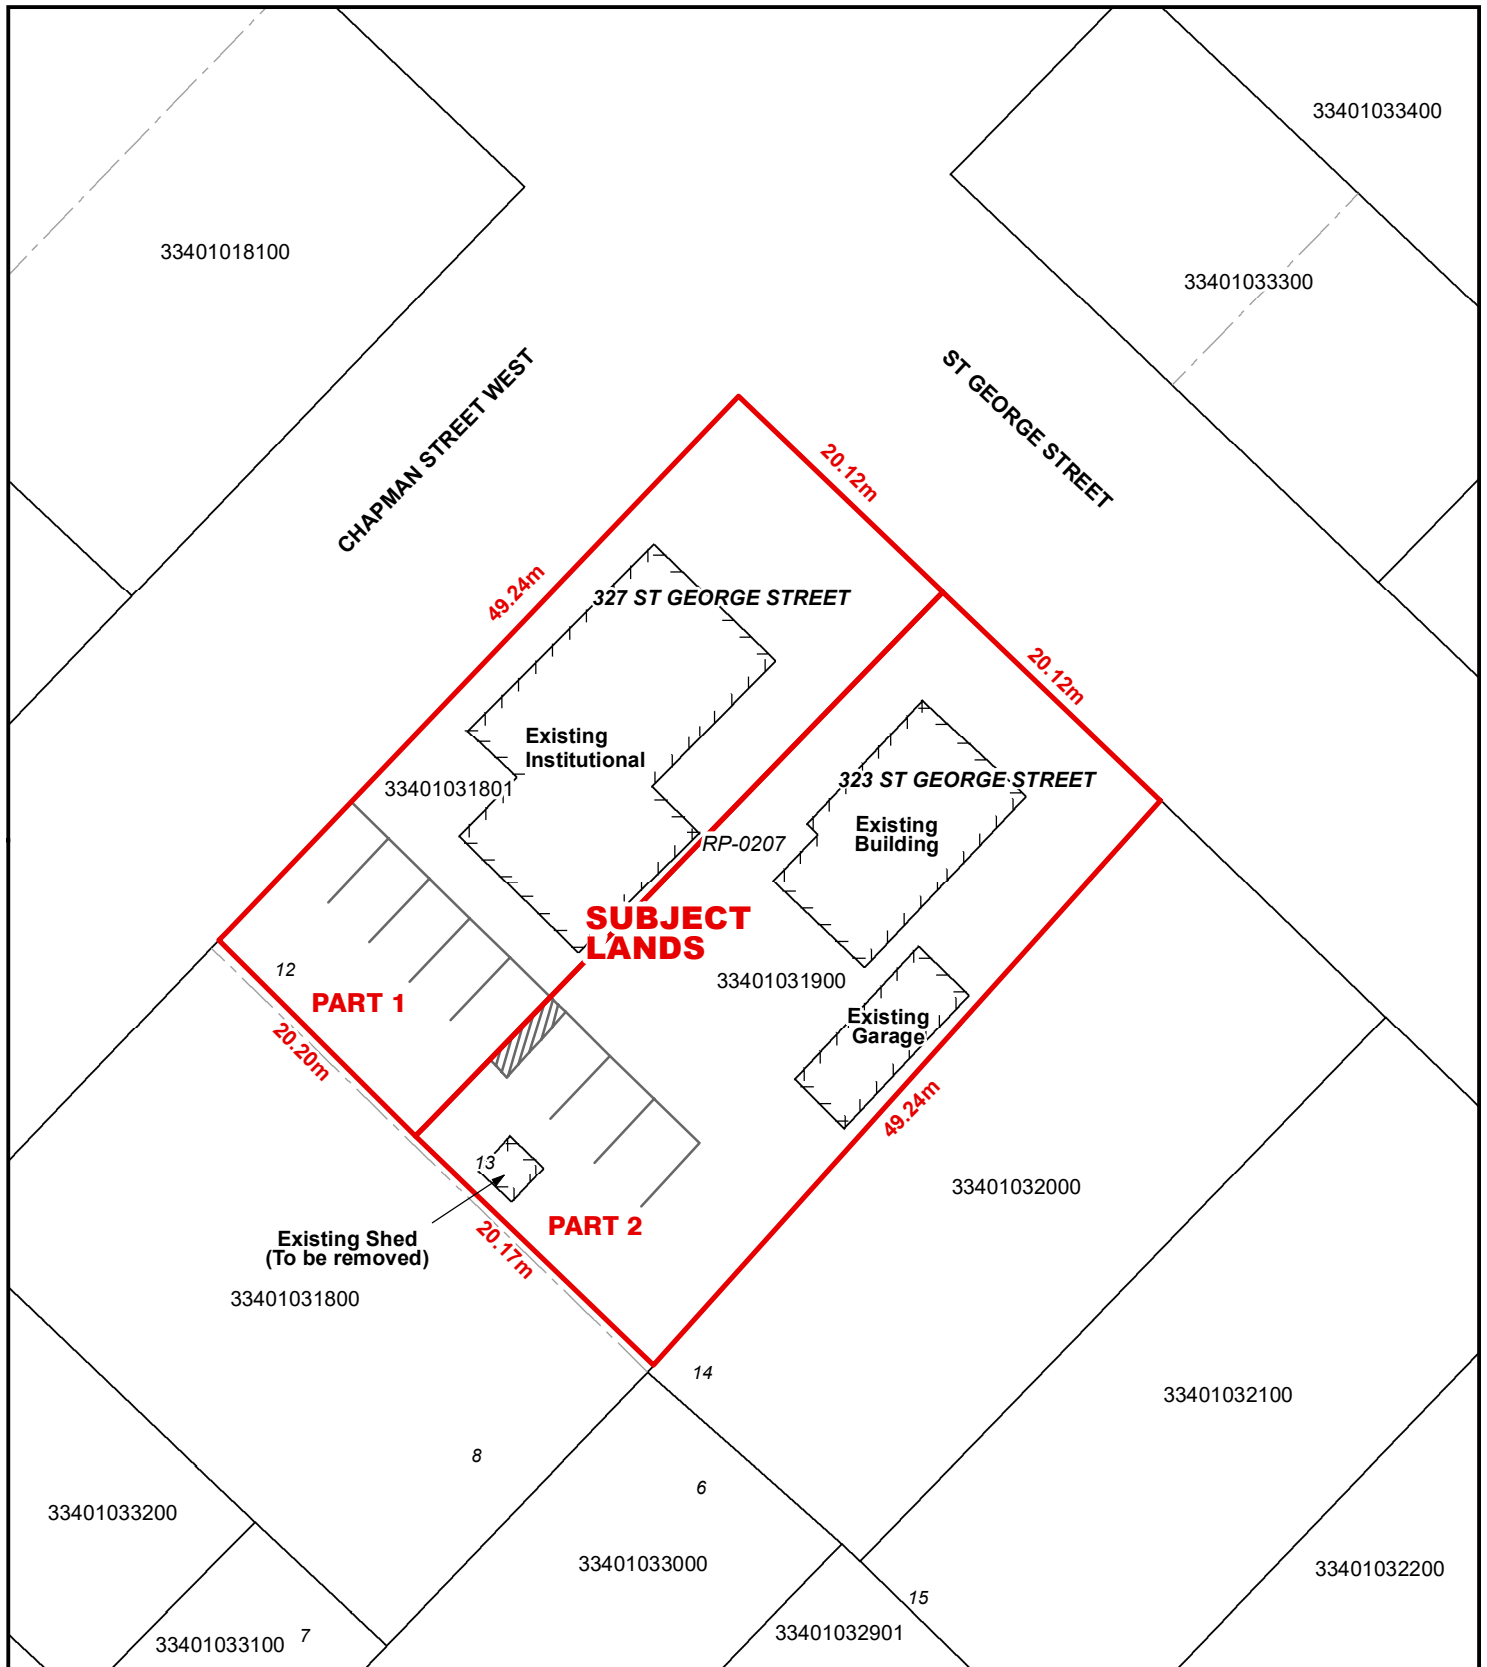 33401033400
33401018100
33401033300
CHAPMAN STREET WEST
ST GEORGE STREET
20.12m
49.24m
327 ST GEORGE STREET
20.12m
Existing
Institutional
33401031801
323 ST GEORGE STREET
Existing
Building
RP-0207
SUBJECT
LANDS
12
PART 1
33401031900
Existing
Garage
20.20m
49.24m
13
33401032000
PART 2
Existing Shed
(To be removed)
20.17m
33401031800
14
33401032100
8
6
33401033200
33401033000
33401032200
15
33401033100
7
33401032901